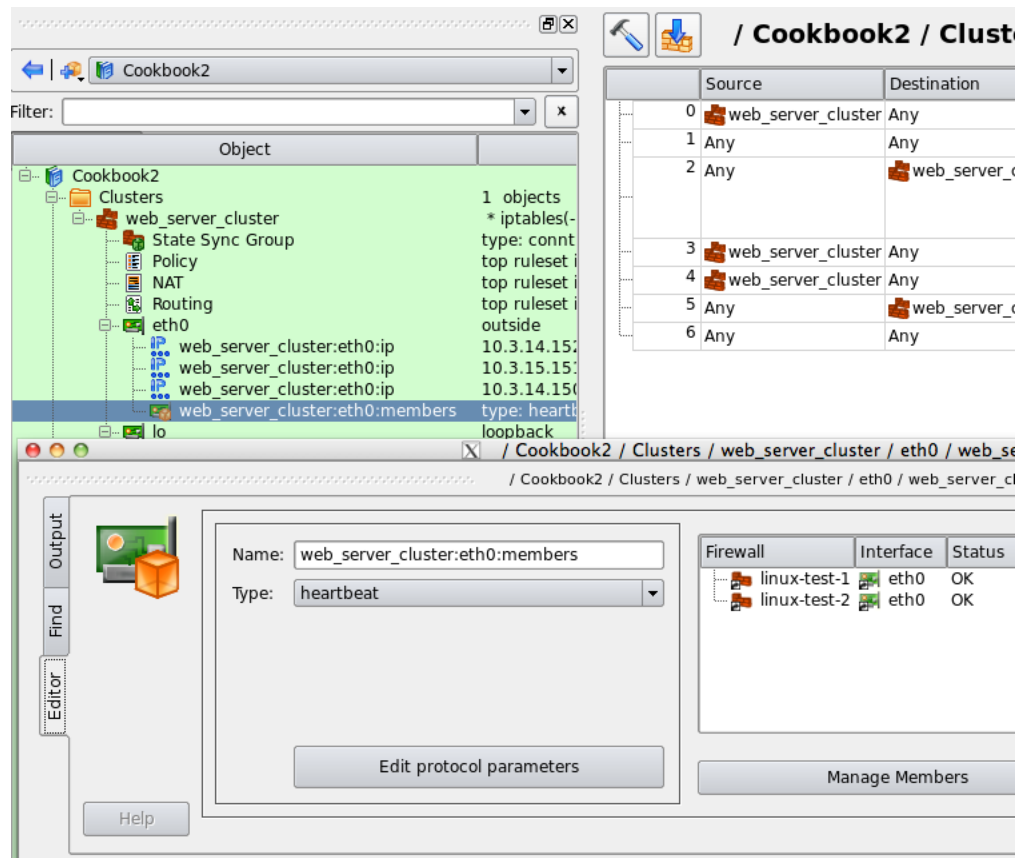 / Cookbook2 / Cluste
Cookbook2
Filter:
x
Object
Cookbook2
Clusters 1 objects
web_server_cluster * iptables(-
State Sync Group type: connt
Policy top ruleset i
NAT top ruleset i
Routing top ruleset i
eth0 outside
web_server_cluster:eth0:ip 10.3.14.152
web_server_cluster:eth0:ip 10.3.15.151
web_server_cluster:eth0:ip 10.3.14.150
web_server_cluster:eth0:members type: heartb
lo loopback
Source Destination
0 web_server_cluster Any
1 Any Any
2 Any web_server_c
3 web_server_cluster Any
4 web_server_cluster Any
5 Any web_server_c
6 Any Any
X / Cookbook2 / Clusters / web_server_cluster / eth0 / web_se
/ Cookbook2 / Clusters / web_server_cluster / eth0 / web_server_cl
Output
Find
Editor
Name: web_server_cluster:eth0:members
Type: heartbeat
Edit protocol parameters
Help
Firewall Interface Status
linux-test-1 eth0 OK
linux-test-2 eth0 OK
Manage Members